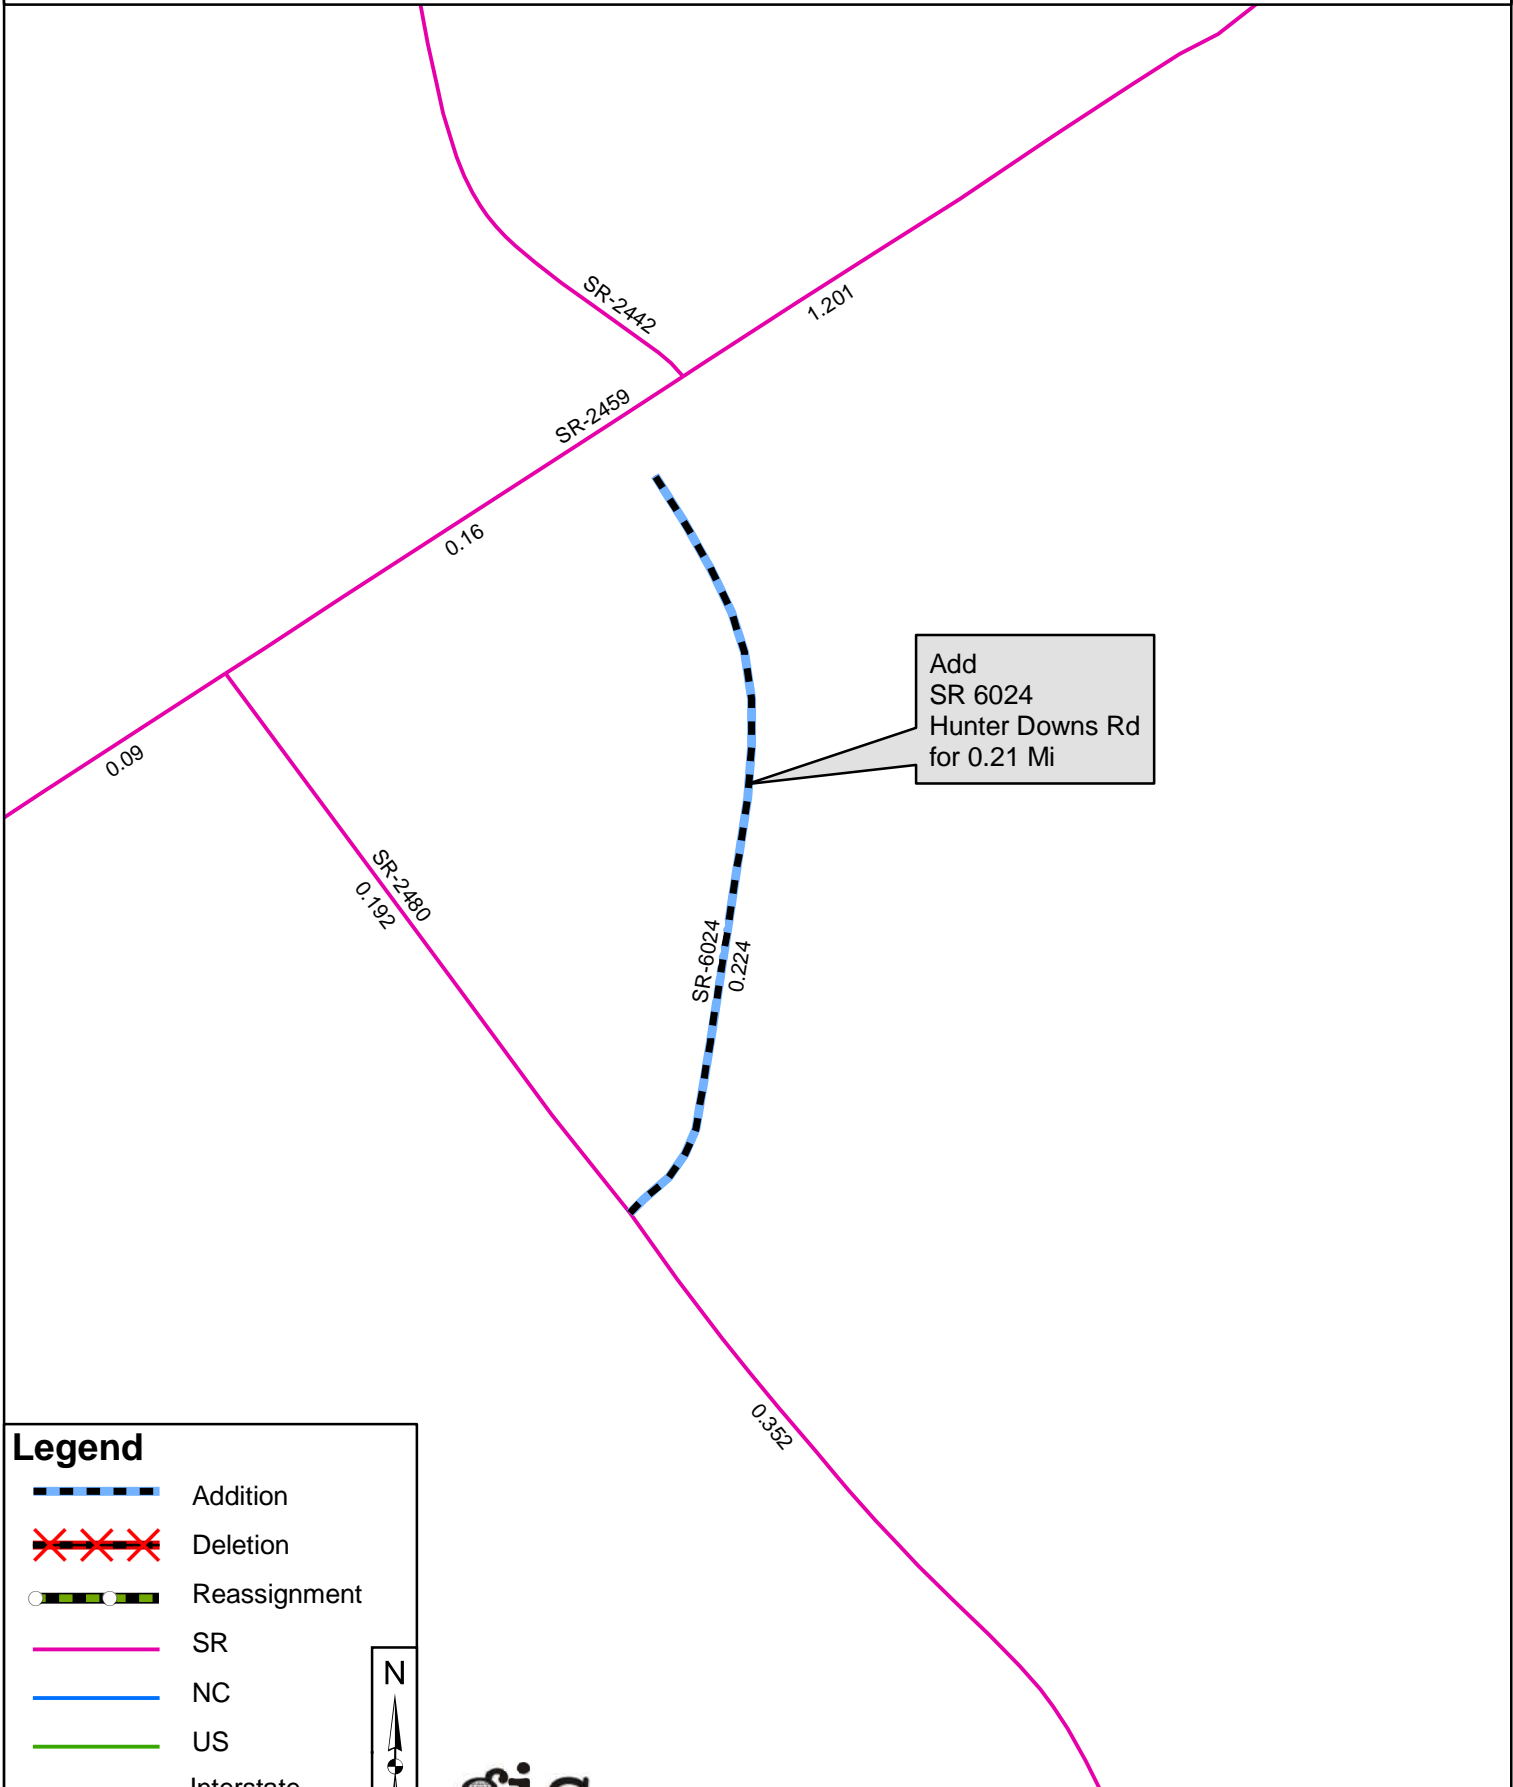 SR-2442
1.201
SR-2459
0.16
Add
SR 6024
Hunter Downs Rd
for 0.21 Mi
0.09
SR-2480
0.192
SR-6024
0.224
0.352
Legend
Addition
Deletion
Reassignment
SR
N
NC
US
Interstate